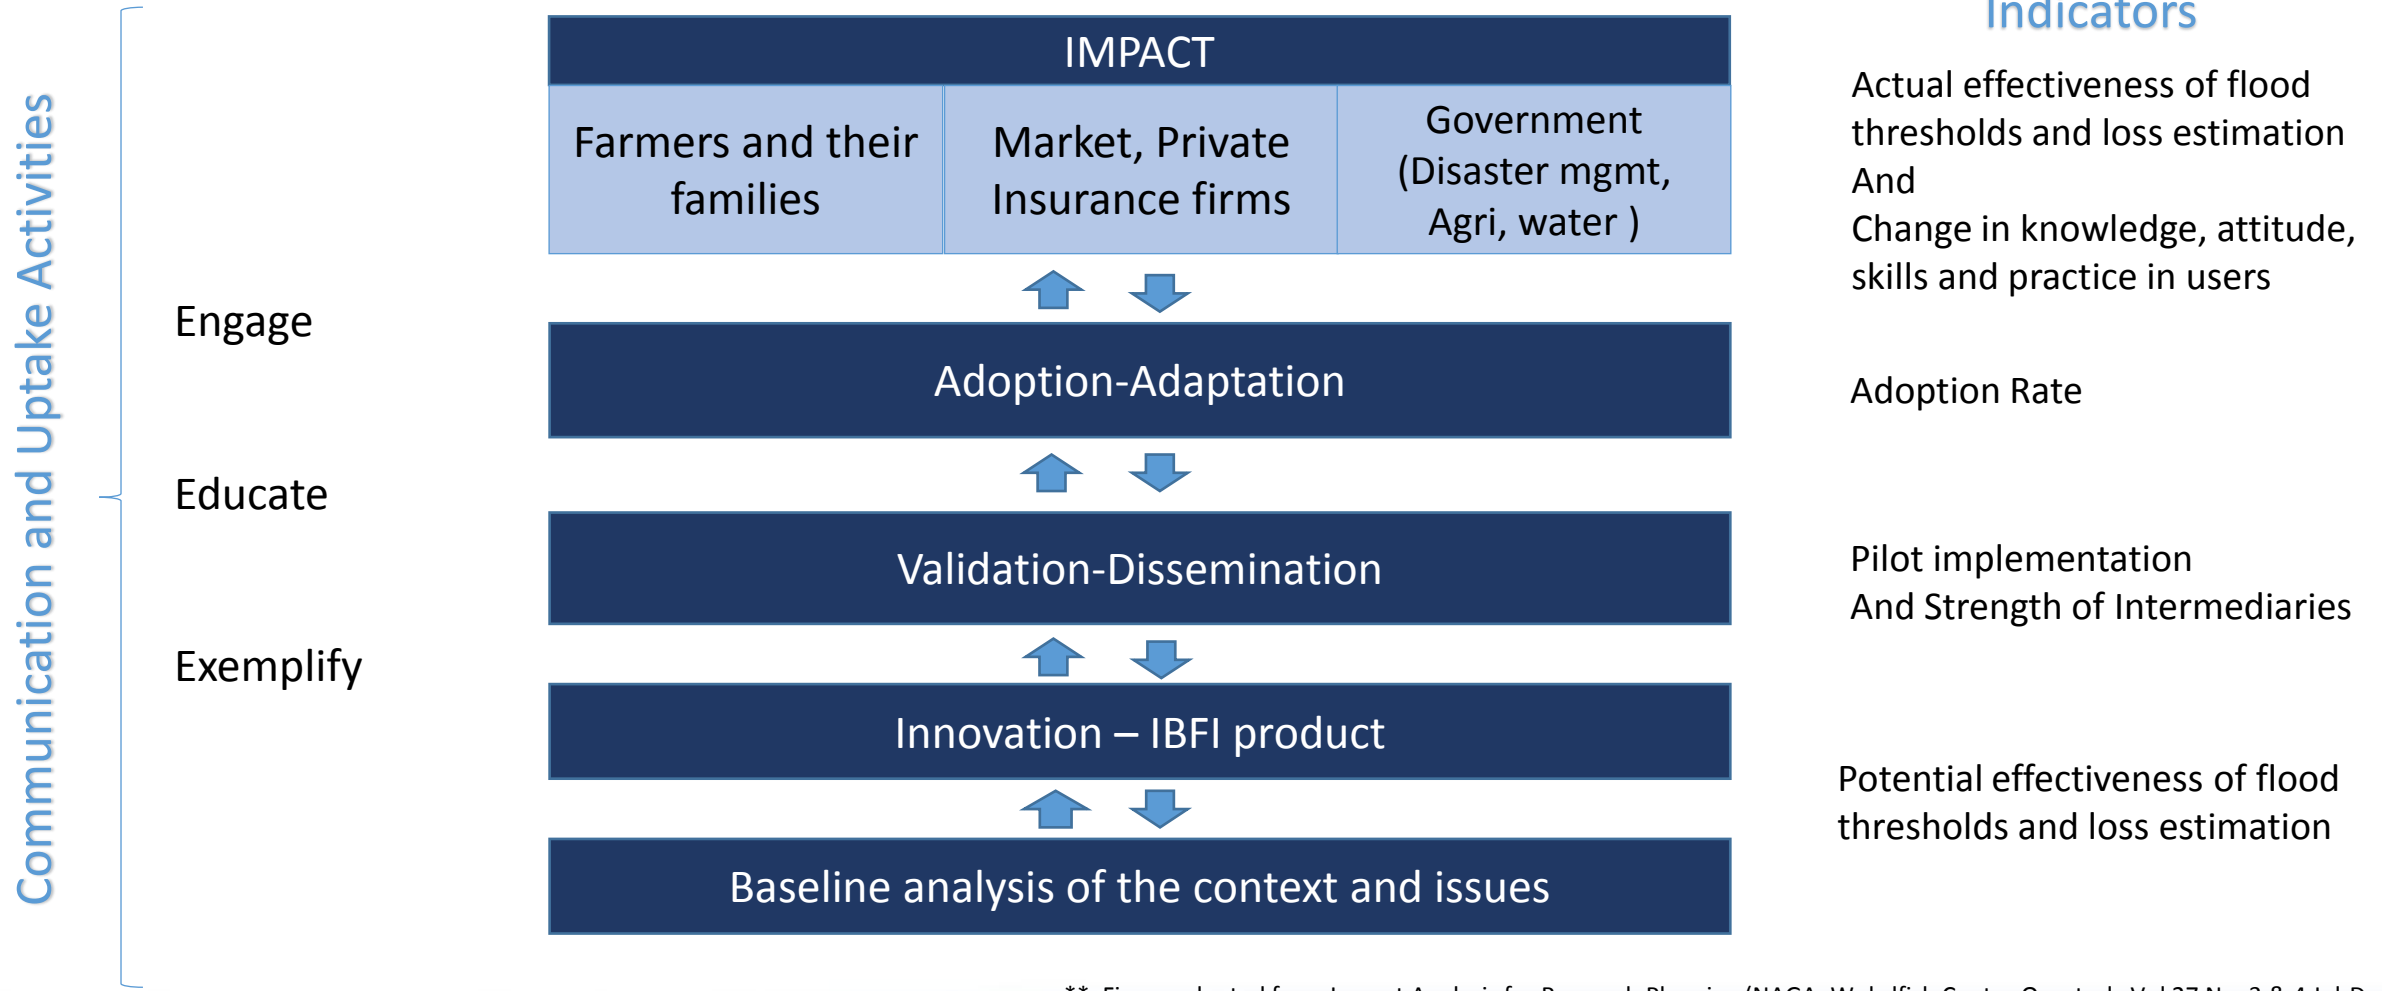 Communication and Uptake Activities
Engage
Educate
Exemplify
IMPACT
Farmers and their
families
Market, Private
Insurance firms
Government
(Disaster mgmt,
Agri, water )
Adoption-Adaptation
Validation-Dissemination
Innovation – IBFI product
Baseline analysis of the context and issues
Indicators
Actual effectiveness of flood
thresholds and loss estimation
And
Change in knowledge, attitude,
skills and practice in users
Adoption Rate
Pilot implementation
And Strength of Intermediaries
Potential effectiveness of flood
thresholds and loss estimation